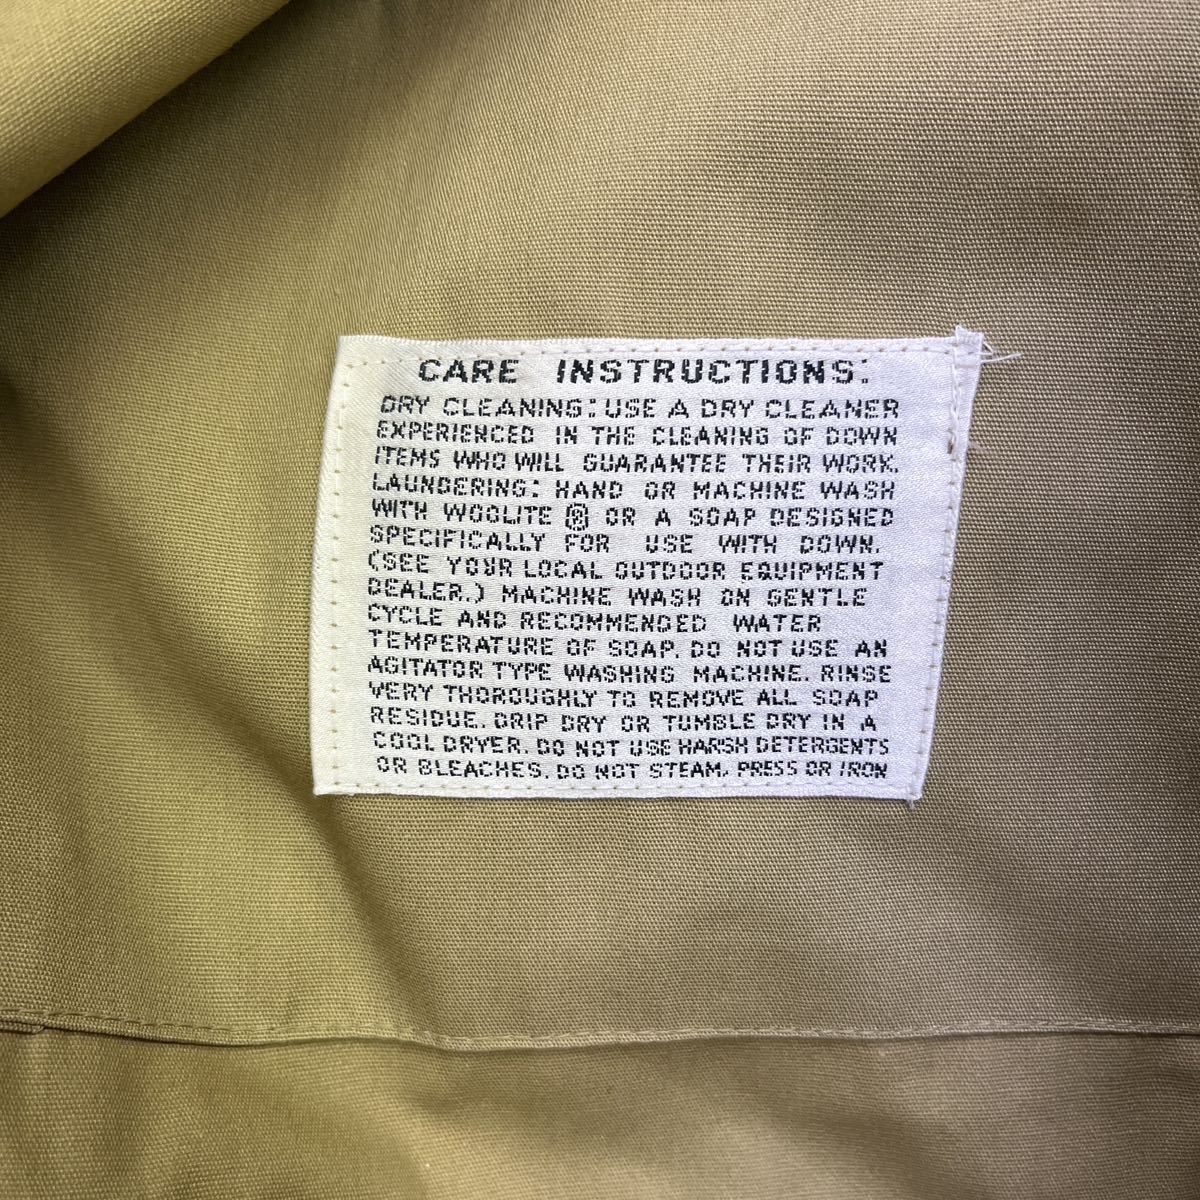 CARE INSTRUCTIONS:
DRY CLEANING: USE A DRY CLEANER
EXPERIENCED IN THE CLEANING OF DOWN
ITEMS WHO WILL GUARANTEE THEIR WORK.
LAUNDERING: HAND OR MACHINE WASH
WITH WOOLITE ® OR A SOAP DESIGNED
SPECIFICALLY FOR USE WITH DOWN.
(SEE YOUR LOCAL OUTDOOR EQUIPMENT
DEALER.) MACHINE WASH ON GENTLE
CYCLE AND RECOMMENDED WATER
TEMPERATURE OF SOAP. DO NOT USE AN
AGITATOR TYPE WASHING MACHINE. RINSE
VERY THOROUGHLY TO REMOVE ALL SOAP
RESIDUE. DRIP DRY OR TUMBLE DRY IN A
COOL DRYER. DO NOT USE HARSH DETERGENTS
OR BLEACHES. DO NOT STEAM, PRESS OR IRON